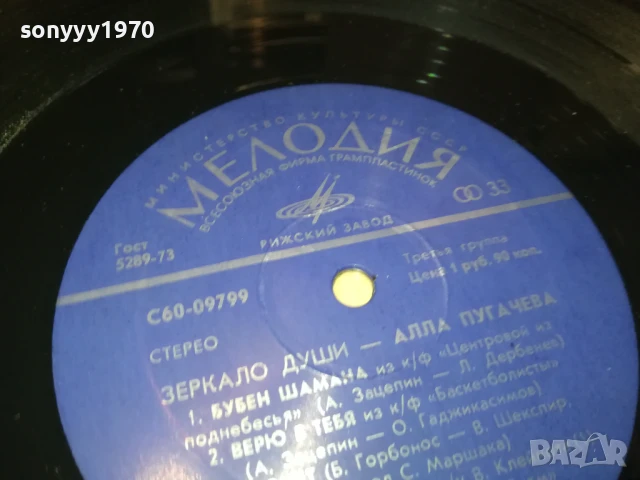 sonyyy1970
МИНИСТЕРСТВО КУЛЬТУРЫ СССР
МЕЛОДИЯ
ВСЕСОЮЗНАЯ ФИРМА ГРАМПЛАСТИНОК
33
РИЖСКИЙ ЗАВОД
Гост
5289-73
Третья группа
Цена 1 руб. 90 коп.
С60-09799
СТЕРЕО
ЗЕРКАЛО ДУШИ — АЛЛА ПУГАЧЕВА
1. БУБЕН ШАМАНА из к/ф «Центровой из
поднебесья» (А. Зацепин — Л. Дербенев
2. ВЕРЮ В ТЕБЯ из к/ф «Баскетболисты
(А. Зацепин — О. Гаджикасимов)
(Б. Горбонос — В. Шекспир,
С. Маршака)
BAZAR